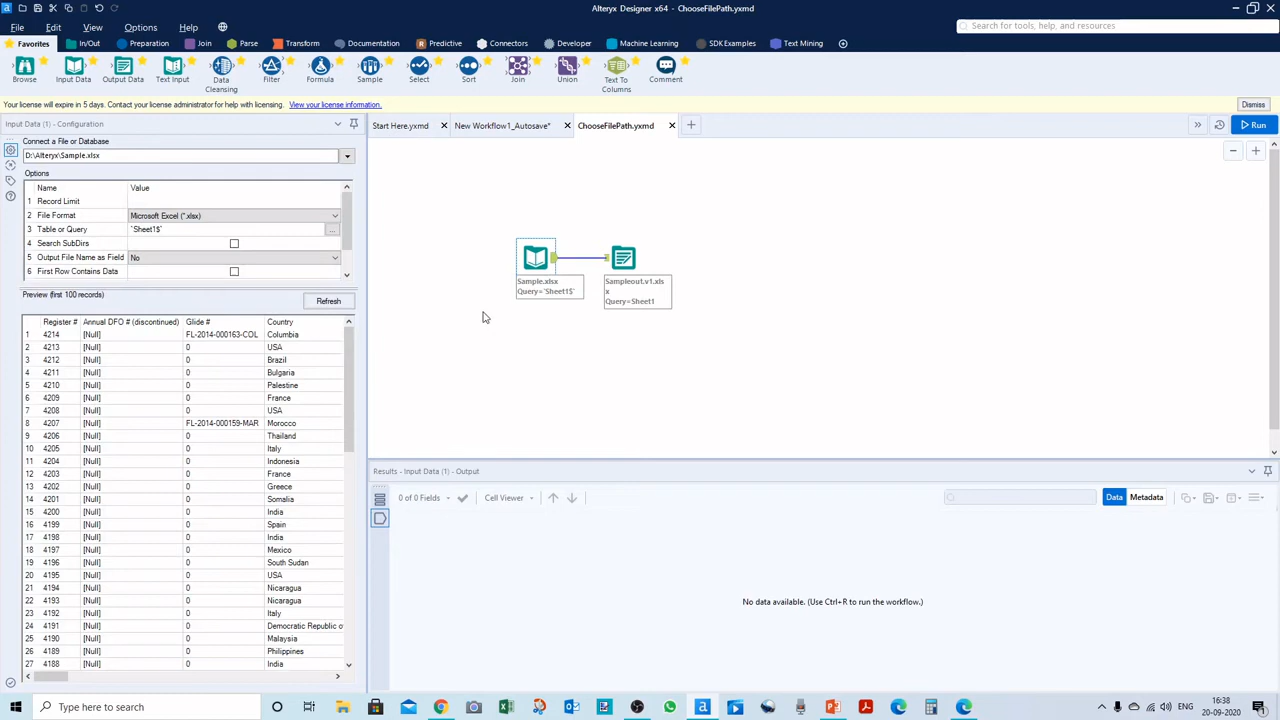 Alteryx Designer x64 - ChooseFilePath.yxmd
File Edit View Options Help
Search for tools, help, and resources
Favorites In/Out Preparation Join Parse Transform Documentation Predictive Connectors Developer Machine Learning SDK Examples Text Mining
Browse Input Data Output Data Text Input Data Cleansing Filter Formula Sample Select Sort Join Union Text To Columns Comment
Your license will expire in 5 days. Contact your license administrator for help with licensing. View your license information. Dismiss
Input Data (1) - Configuration
Start Here.yxmd New Workflow1_Autosave ChooseFilePath.yxmd Run
Connect a File or Database
D:\Alteryx\Sample.xlsx
Options
Name Value
1 Record Limit
2 File Format Microsoft Excel (*.xlsx)
3 Table or Query `Sheet1$`
4 Search SubDirs
5 Output File Name as Field No
6 First Row Contains Data
Sample.xlsx
Query=`Sheet1$`
Sampleout.v1.xls
x
Query=Sheet1
Preview (first 100 records) Refresh
Register # Annual DFO # (discontinued) Glide # Country
1 4214 [Null] FL-2014-000163-COL Columbia
2 4213 [Null] 0 USA
3 4212 [Null] 0 Brazil
4 4211 [Null] 0 Bulgaria
5 4210 [Null] 0 Palestine
6 4209 [Null] 0 France
7 4208 [Null] 0 USA
8 4207 [Null] FL-2014-000159-MAR Morocco
9 4206 [Null] 0 Thailand
10 4205 [Null] 0 Italy
11 4204 [Null] 0 Indonesia
12 4203 [Null] 0 France
13 4202 [Null] 0 Greece
14 4201 [Null] 0 Somalia
15 4200 [Null] 0 India
16 4199 [Null] 0 Spain
17 4198 [Null] 0 India
18 4197 [Null] 0 Mexico
19 4196 [Null] 0 South Sudan
20 4195 [Null] 0 USA
21 4194 [Null] 0 Nicaragua
22 4193 [Null] 0 Nicaragua
23 4192 [Null] 0 Italy
24 4191 [Null] 0 Democratic Republic o
25 4190 [Null] 0 Malaysia
26 4189 [Null] 0 Philippines
27 4188 [Null] 0 India
Results - Input Data (1) - Output
0 of 0 Fields Cell Viewer Data Metadata
No data available. (Use Ctrl+R to run the workflow.)
Type here to search
ENG
16:38
20-09-2020